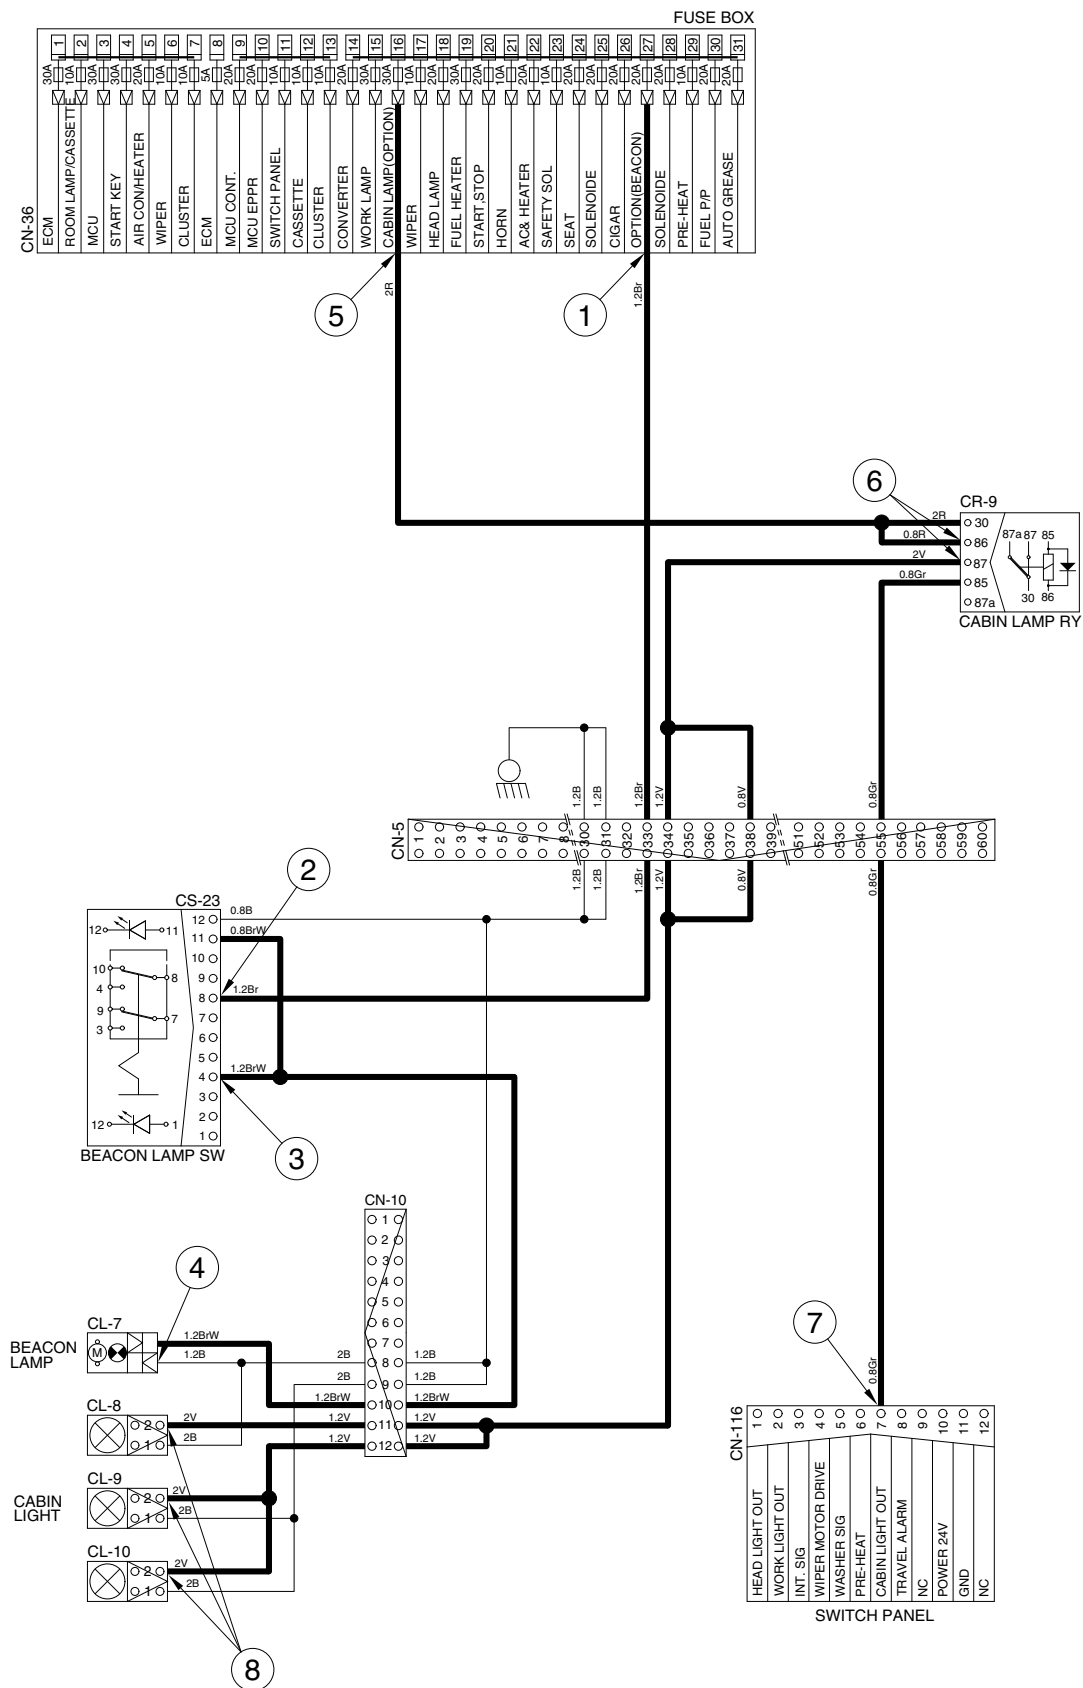 FUSE BOX
1 2 3 4 5 6 7 8 9 10 11 12 13 14 15 16 17 18 19 20 21 22 23 24 25 26 27 28 29 30 31
30A 10A 30A 30A 20A 10A 10A 5A 20A 20A 10A 10A 10A 20A 20A 30A 10A 20A 20A 20A 10A 20A 10A 20A 20A 20A 20A 20A 10A 20A 20A
CN-36
ECM
ROOM LAMP/CASSETTE
MCU
START KEY
AIR CON/HEATER
WIPER
CLUSTER
ECM
MCU CONT.
MCU EPPR
SWITCH PANEL
CASSETTE
CLUSTER
CONVERTER
WORK LAMP
CABIN LAMP(OPTION)
WIPER
HEAD LAMP
FUEL HEATER
START,STOP
HORN
AC& HEATER
SAFETY SOL
SEAT
SOLENOIDE
CIGAR
OPTION(BEACON)
SOLENOIDE
PRE-HEAT
FUEL P/P
AUTO GREASE
5
2R
1
1.2Br
6
CR-9
2R
30
0.8R
86
2V
87
0.8Gr
85
87a
87a 87 85
30 86
CABIN LAMP RY
1.2B 1.2B 1.2Br 1.2V 0.8V 0.8Gr
CN-5
1 2 3 4 5 6 7 8 30 31 32 33 34 35 36 37 38 39 51 52 53 54 55 56 57 58 59 60
1.2B 1.2B 1.2Br 1.2V 0.8V 0.8Gr
2
CS-23
12 0.8B
11 0.8BrW
10
9
8 1.2Br
7
6
5
4 1.2BrW
3
2
1
12 11
10 8
4
9 7
3
12 1
BEACON LAMP SW
3
CN-10
1
2
3
4
5
6
7
8
9
10
11
12
4
CL-7
BEACON
LAMP
M
1.2BrW
1.2B
2B 1.2B
2B 1.2B
1.2BrW 1.2BrW
1.2V 1.2V
1.2V 1.2V
CL-8
2 2V
1 2B
CL-9
CABIN
LIGHT
2 2V
1 2B
CL-10
2 2V
1 2B
8
7
0.8Gr
CN-116
1 2 3 4 5 6 7 8 9 10 11 12
HEAD LIGHT OUT
WORK LIGHT OUT
INT. SIG
WIPER MOTOR DRIVE
WASHER SIG
PRE-HEAT
CABIN LIGHT OUT
TRAVEL ALARM
NC
POWER 24V
GND
NC
SWITCH PANEL